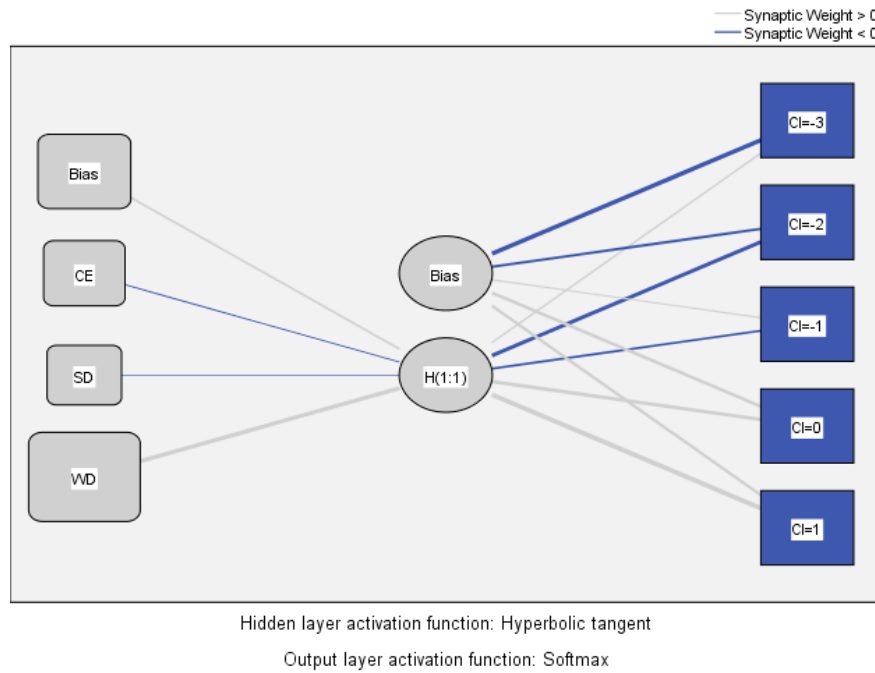 Synaptic Weight > 0
Synaptic Weight < 0
Bias
CE
SD
WD
Bias
H(1:1)
CI=-3
CI=-2
CI=-1
CI=0
CI=1
Hidden layer activation function: Hyperbolic tangent
Output layer activation function: Softmax